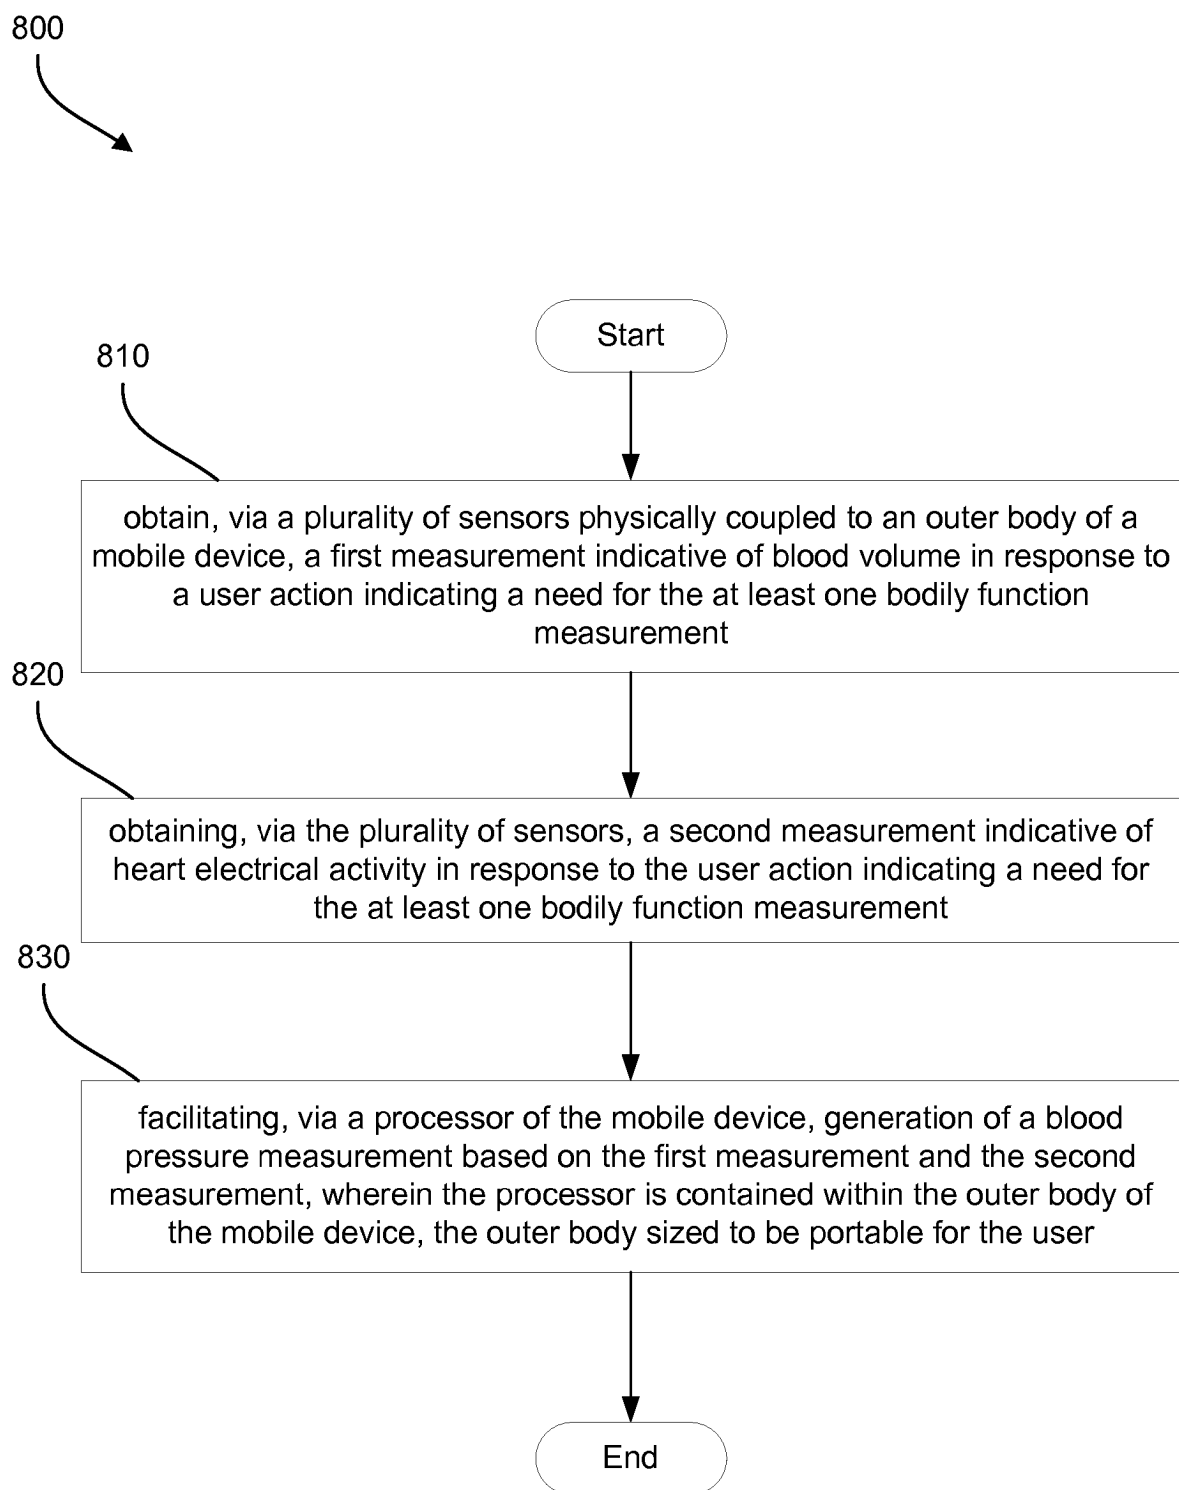 800
Start
810
obtain, via a plurality of sensors physically coupled to an outer body of a
mobile device, a first measurement indicative of blood volume in response to
a user action indicating a need for the at least one bodily function
measurement
820
obtaining, via the plurality of sensors, a second measurement indicative of
heart electrical activity in response to the user action indicating a need for
the at least one bodily function measurement
830
facilitating, via a processor of the mobile device, generation of a blood
pressure measurement based on the first measurement and the second
measurement, wherein the processor is contained within the outer body of
the mobile device, the outer body sized to be portable for the user
End